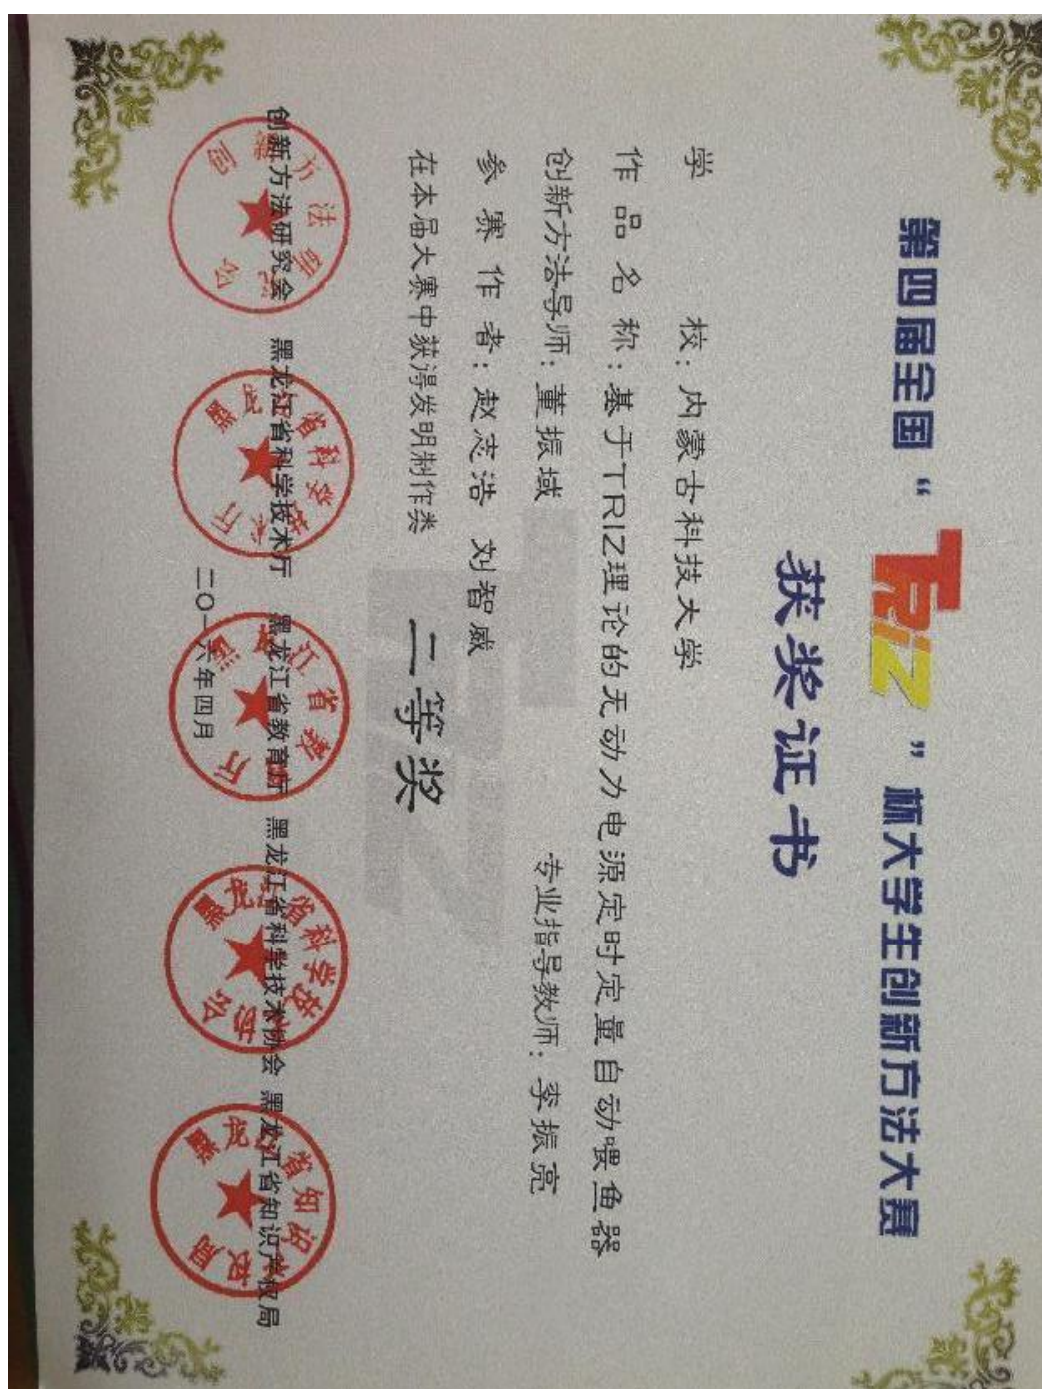 第四届全国“TRIZ”杯大学生创新方法大赛
获奖证书
学 校：内蒙古科技大学
作品名称：基于TRIZ理论的无动力电源定时定量自动喂鱼器
创新方法导师：董振域 专业指导教师：李振亮
参赛作者：赵志浩 刘智威
在本届大赛中获得发明制作类
二等奖
创新方法研究会 黑龙江省科学技术厅 黑龙江省教育厅 黑龙江省科学技术协会 黑龙江省知识产权局
二〇一六年四月